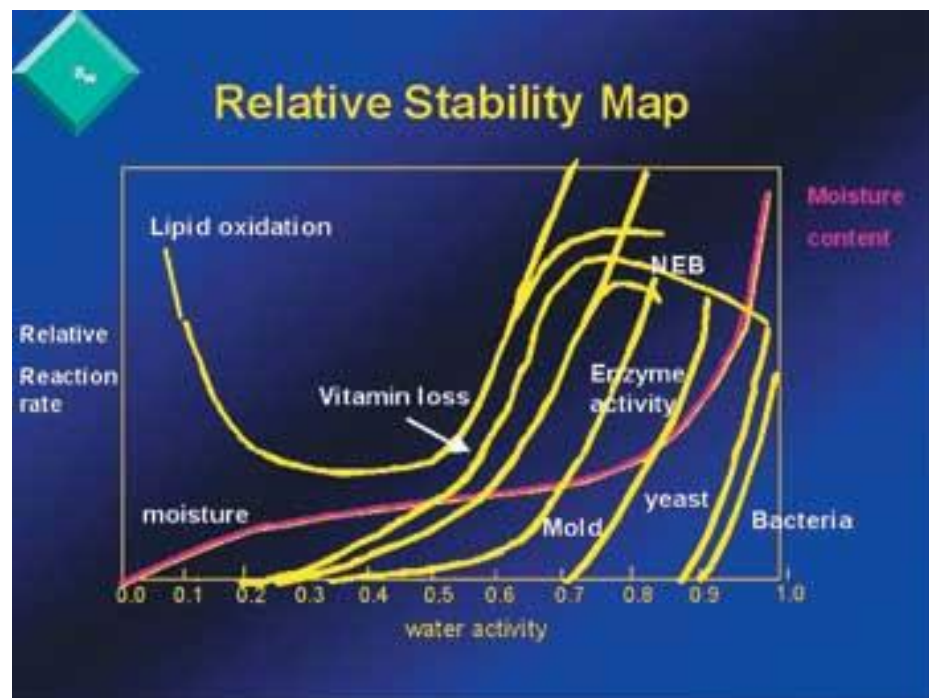 aw
Relative Stability Map
Lipid oxidation
Moisture
content
NEB
Relative
Reaction
rate
Vitamin loss
Enzyme
activity
moisture
Mold
yeast
Bacteria
0.0 0.1 0.2 0.3 0.4 0.5 0.6 0.7 0.8 0.9 1.0
water activity